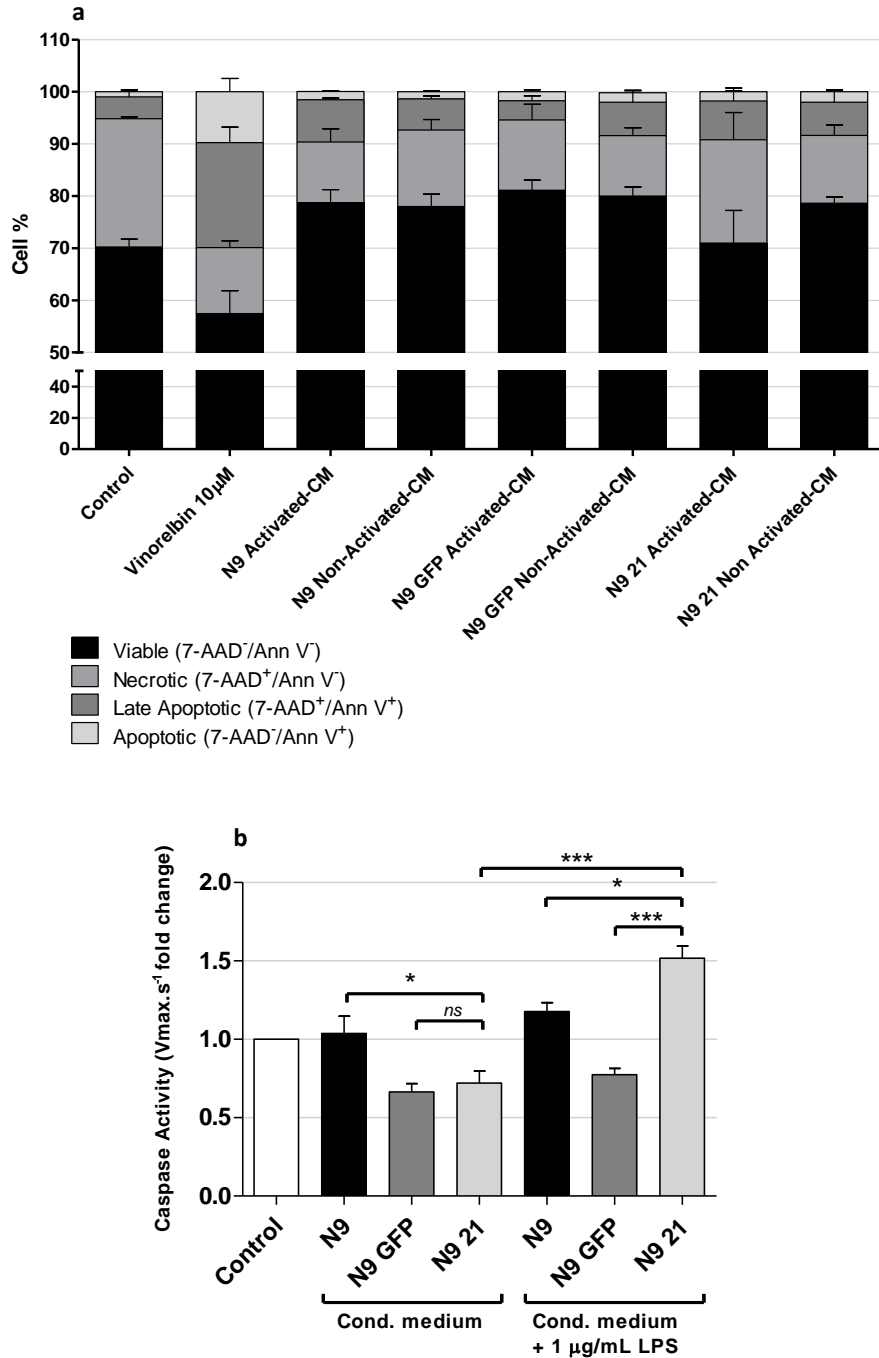 a
Cell %
110
100
90
80
70
60
50
40
20
0
Control
Vinorelbin 10µM
N9 Activated-CM
N9 Non-Activated-CM
N9 GFP Activated-CM
N9 GFP Non-Activated-CM
N9 21 Activated-CM
N9 21 Non Activated-CM
Viable (7-AAD⁻/Ann V⁻)
Necrotic (7-AAD⁺/Ann V⁻)
Late Apoptotic (7-AAD⁺/Ann V⁺)
Apoptotic (7-AAD⁻/Ann V⁺)
b
Caspase Activity (Vmax.s⁻¹ fold change)
2.0
1.5
1.0
0.5
0.0
***
*
***
*
ns
Control
N9
N9 GFP
N9 21
N9
N9 GFP
N9 21
Cond. medium
Cond. medium
+ 1 µg/mL LPS